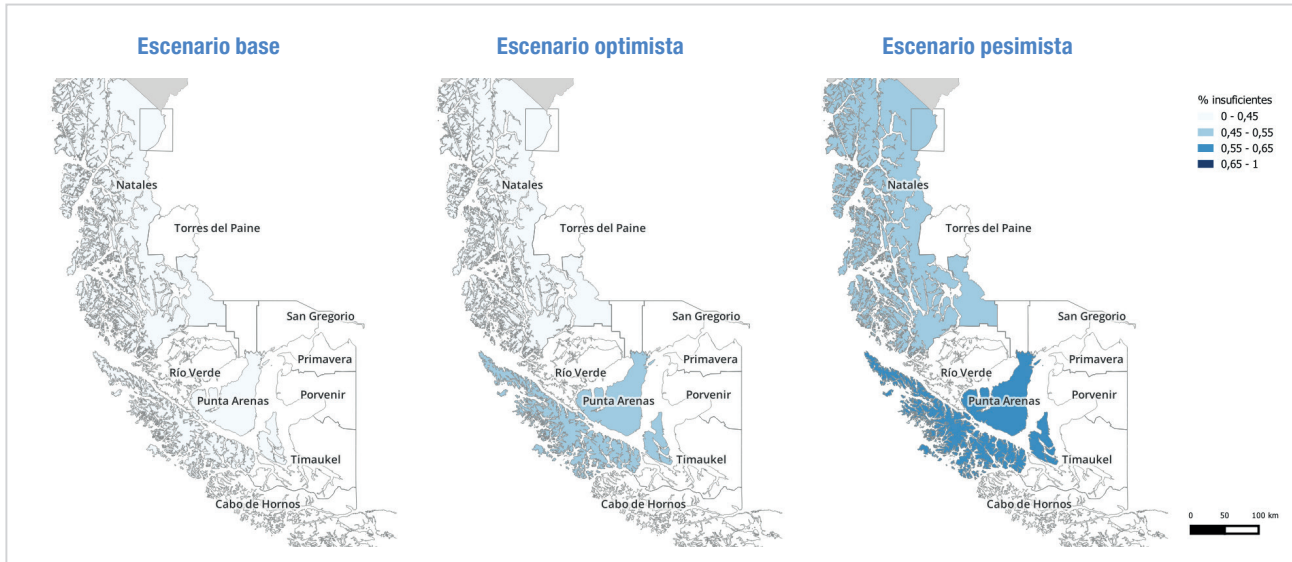 Escenario base
Escenario optimista
Escenario pesimista
% insuficientes
0 - 0,45
0,45 - 0,55
0,55 - 0,65
0,65 - 1
Natales
Torres del Paine
San Gregorio
Primavera
Río Verde
Porvenir
Punta Arenas
Timaukel
Cabo de Hornos
Natales
Torres del Paine
San Gregorio
Primavera
Río Verde
Porvenir
Punta Arenas
Timaukel
Cabo de Hornos
Natales
Torres del Paine
San Gregorio
Primavera
Río Verde
Porvenir
Punta Arenas
Timaukel
Cabo de Hornos
0 50 100 km